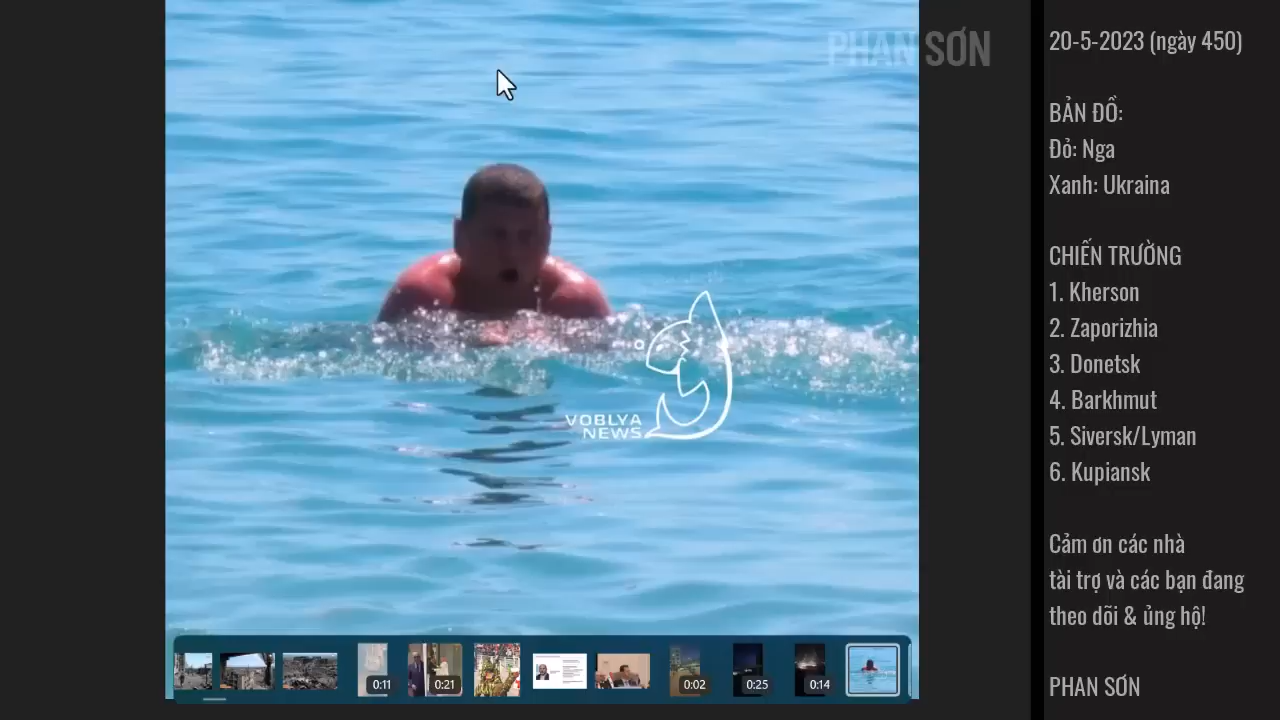 PHAN SƠN
20-5-2023 (ngày 450)
BẢN ĐỒ:
Đỏ: Nga
Xanh: Ukraina
CHIẾN TRƯỜNG
1. Kherson
2. Zaporizhia
3. Donetsk
4. Barkhmut
5. Siversk/Lyman
6. Kupiansk
Cảm ơn các nhà
tài trợ và các bạn đang
theo dõi & ủng hộ!
PHAN SƠN
VOBLYA
NEWS
0:11
0:21
0:02
0:25
0:14